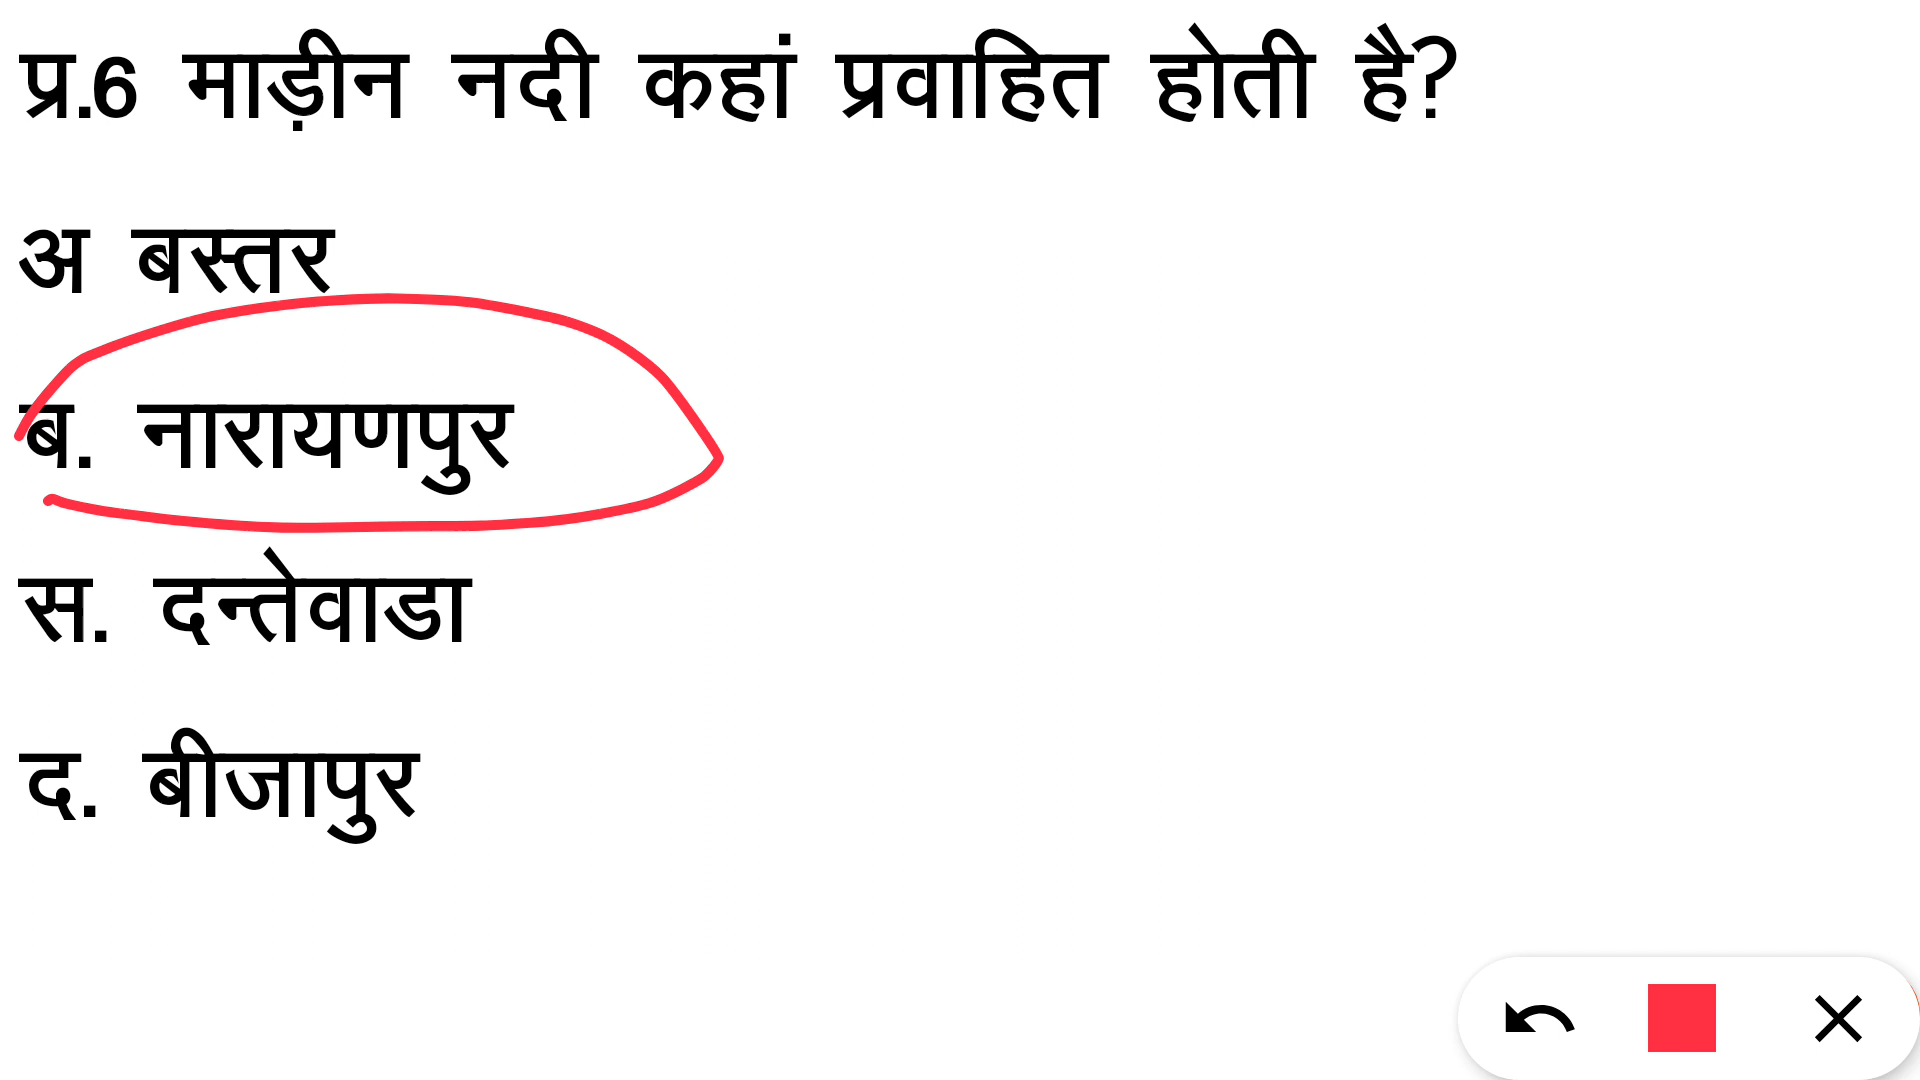 प्र.6 माड़ीन नदी कहां प्रवाहित होती है?
अ बस्तर
ब. नारायणपुर
स. दन्तेवाडा
द. बीजापुर